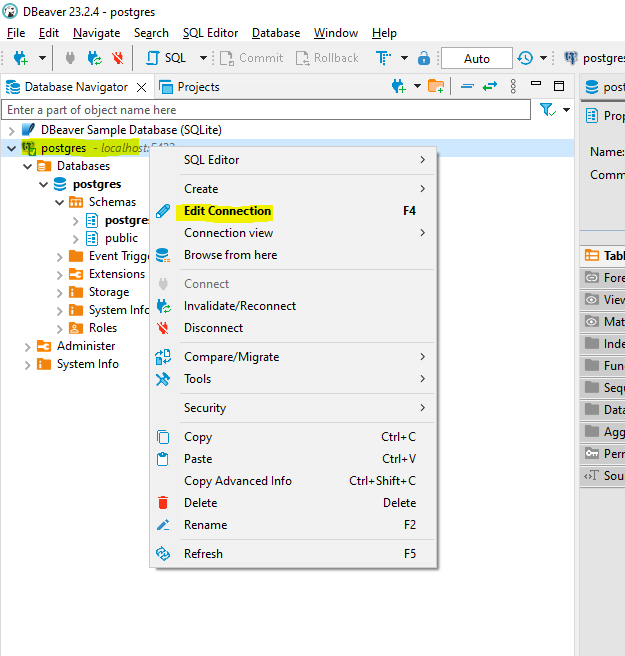 DBeaver 23.2.4 - postgres
File Edit Navigate Search SQL Editor Database Window Help
SQL Commit Rollback Auto postgres
Database Navigator Projects
Enter a part of object name here
DBeaver Sample Database (SQLite)
postgres - localhost:5432
Databases
postgres
Schemas
postgres
public
Event Trigge
Extensions
Storage
System Info
Roles
Administer
System Info
SQL Editor
Create
Edit Connection F4
Connection view
Browse from here
Connect
Invalidate/Reconnect
Disconnect
Compare/Migrate
Tools
Security
Copy Ctrl+C
Paste Ctrl+V
Copy Advanced Info Ctrl+Shift+C
Delete Delete
Rename F2
Refresh F5
post
Prop
Name:
Comm
Tabl
Fore
View
Mat
Inde
Func
Sequ
Data
Agg
Perm
Sour